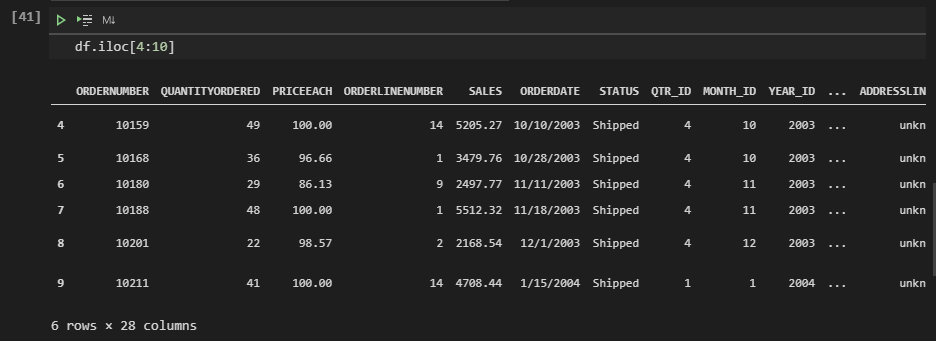 [41]
M↓
df.iloc[4:10]
ORDERNUMBER QUANTITYORDERED PRICEEACH ORDERLINENUMBER SALES ORDERDATE STATUS QTR_ID MONTH_ID YEAR_ID ... ADDRESSLIN
4 10159 49 100.00 14 5205.27 10/10/2003 Shipped 4 10 2003 ... unkn
5 10168 36 96.66 1 3479.76 10/28/2003 Shipped 4 10 2003 ... unkn
6 10180 29 86.13 9 2497.77 11/11/2003 Shipped 4 11 2003 ... unkn
7 10188 48 100.00 1 5512.32 11/18/2003 Shipped 4 11 2003 ... unkn
8 10201 22 98.57 2 2168.54 12/1/2003 Shipped 4 12 2003 ... unkn
9 10211 41 100.00 14 4708.44 1/15/2004 Shipped 1 1 2004 ... unkn
6 rows × 28 columns